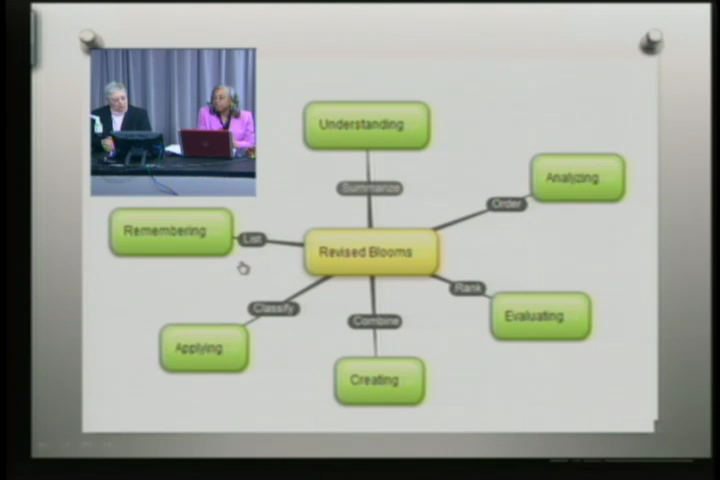 Understanding
Summarize
Analyzing
Order
Remembering
List
Revised Blooms
Rank
Classify
Combine
Evaluating
Applying
Creating